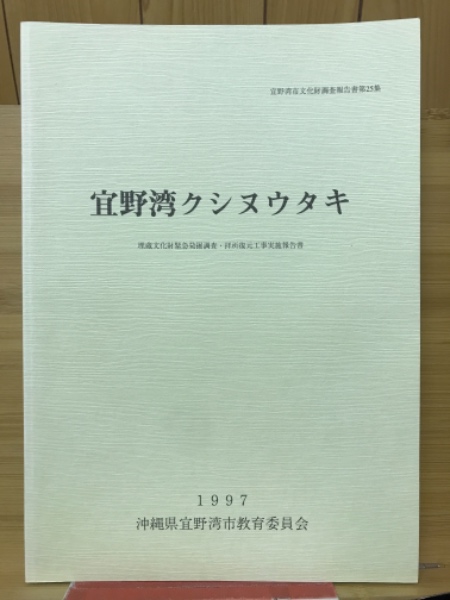 宜野湾市文化財調査報告書第25集
宜野湾クシヌウタキ
埋蔵文化財緊急発掘調査・拝所復元工事実施報告書
1997
沖縄県宜野湾市教育委員会